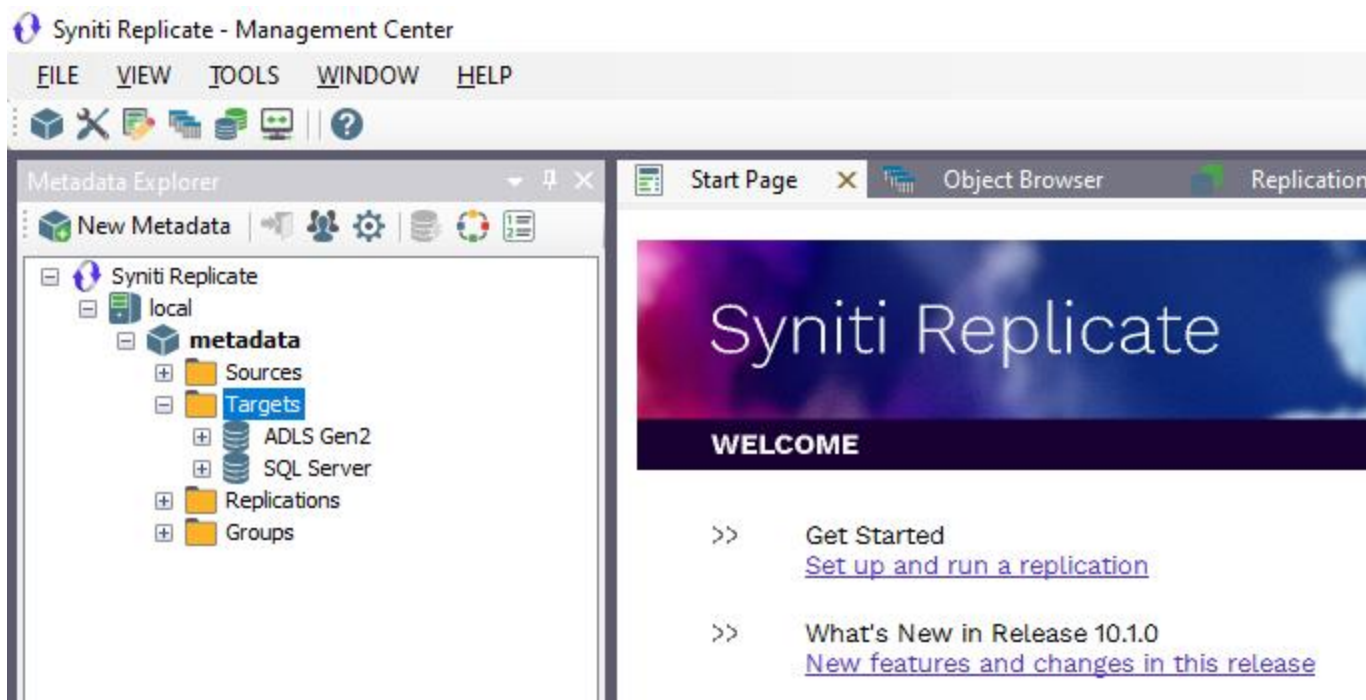 Syniti Replicate - Management Center
FILE VIEW TOOLS WINDOW HELP
Metadata Explorer
New Metadata
Syniti Replicate
local
metadata
Sources
Targets
ADLS Gen2
SQL Server
Replications
Groups
Start Page Object Browser Replication
Syniti Replicate
WELCOME
>> Get Started
Set up and run a replication
>> What's New in Release 10.1.0
New features and changes in this release